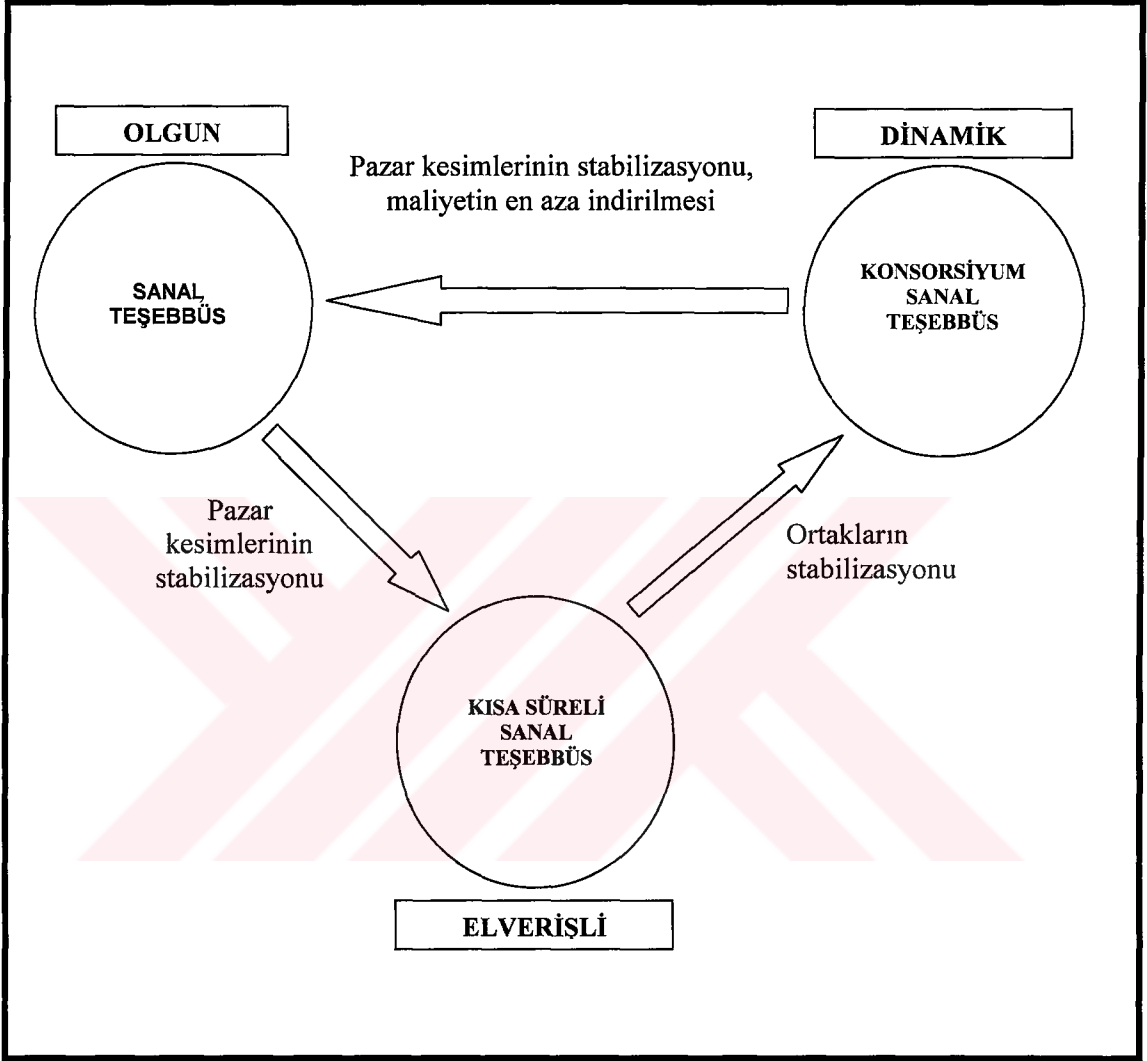 OLGUN
DİNAMİK
Pazar kesimlerinin stabilizasyonu,
maliyetin en aza indirilmesi
SANAL
TEŞEBBÜS
KONSORSİYUM
SANAL
TEŞEBBÜS
Pazar
kesimlerinin
stabilizasyonu
Ortakların
stabilizasyonu
KISA SÜRELİ
SANAL
TEŞEBBÜS
ELVERİŞLİ